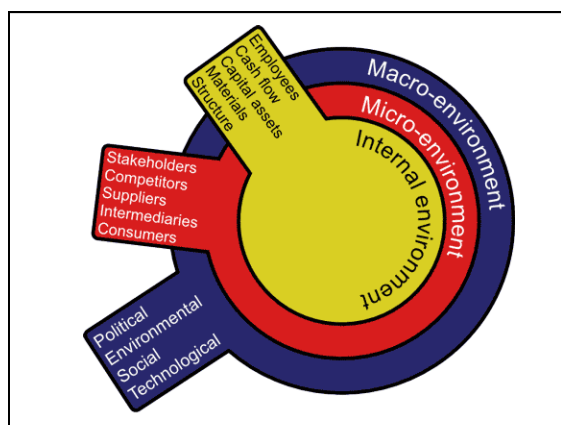 Employees
Cash flow
Capital assets
Materials
Structure
Macro-environment
Micro-environment
Internal environment
Stakeholders
Competitors
Suppliers
Intermediaries
Consumers
Political
Environmental
Social
Technological